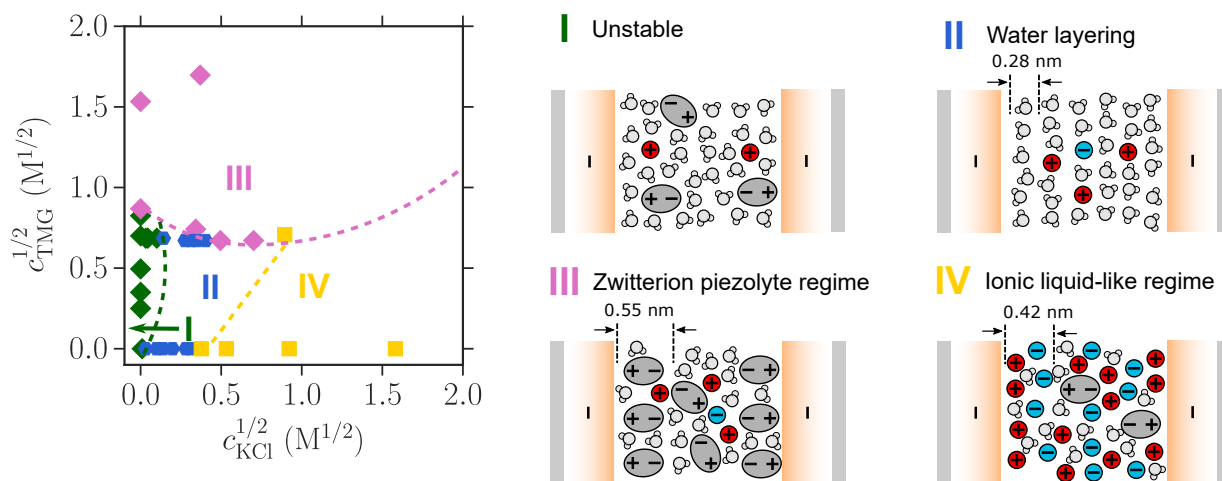 2.0
1.5
1.0
0.5
0.0
c_TMG^1/2 (M^1/2)
III
II
IV
I
0.0 0.5 1.0 1.5 2.0
c_KCl^1/2 (M^1/2)
I Unstable
− +
+ +
+ − − +
I I
II Water layering
0.28 nm
+ − +
+
I I
III Zwitterion piezolyte regime
0.55 nm
+ − + + −
+ − +
+ − − + −
+
+ − − + + −
I I
IV Ionic liquid-like regime
0.42 nm
I I